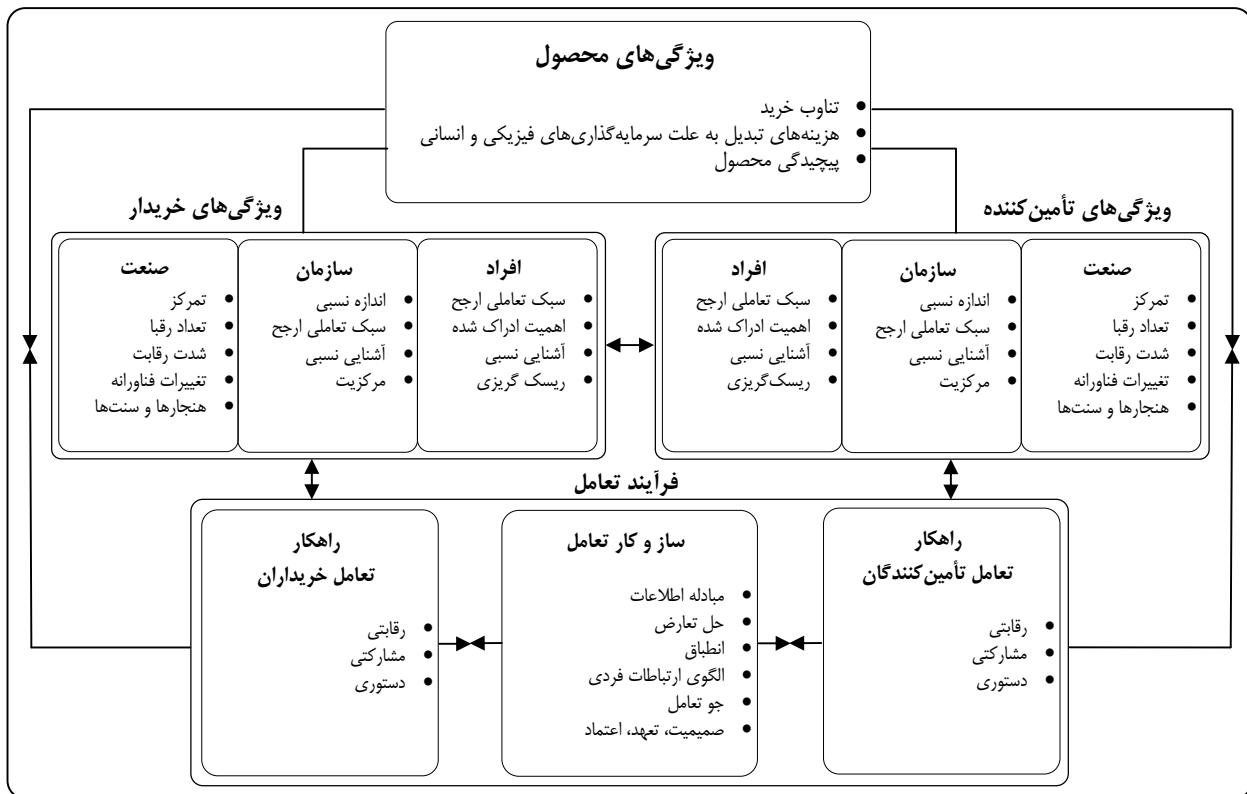 ویژگی‌های محصول
تناوب خرید
هزینه‌های تبدیل به علت سرمایه‌گذاری‌های فیزیکی و انسانی
پیچیدگی محصول
ویژگی‌های تأمین‌کننده
صنعت
تمرکز
تعداد رقبا
شدت رقابت
تغییرات فناورانه
هنجارها و سنت‌ها
سازمان
اندازه نسبی
سبک تعاملی ارجح
آشنایی نسبی
مرکزیت
افراد
سبک تعاملی ارجح
اهمیت ادراک شده
آشنایی نسبی
ریسک‌گریزی
ویژگی‌های خریدار
افراد
سبک تعاملی ارجح
اهمیت ادراک شده
آشنایی نسبی
ریسک گریزی
سازمان
اندازه نسبی
سبک تعاملی ارجح
آشنایی نسبی
مرکزیت
صنعت
تمرکز
تعداد رقبا
شدت رقابت
تغییرات فناورانه
هنجارها و سنت‌ها
فرآیند تعامل
راهکار
تعامل تأمین‌کنندگان
رقابتی
مشارکتی
دستوری
ساز و کار تعامل
مبادله اطلاعات
حل تعارض
انطباق
الگوی ارتباطات فردی
جو تعامل
صمیمیت، تعهد، اعتماد
راهکار
تعامل خریداران
رقابتی
مشارکتی
دستوری